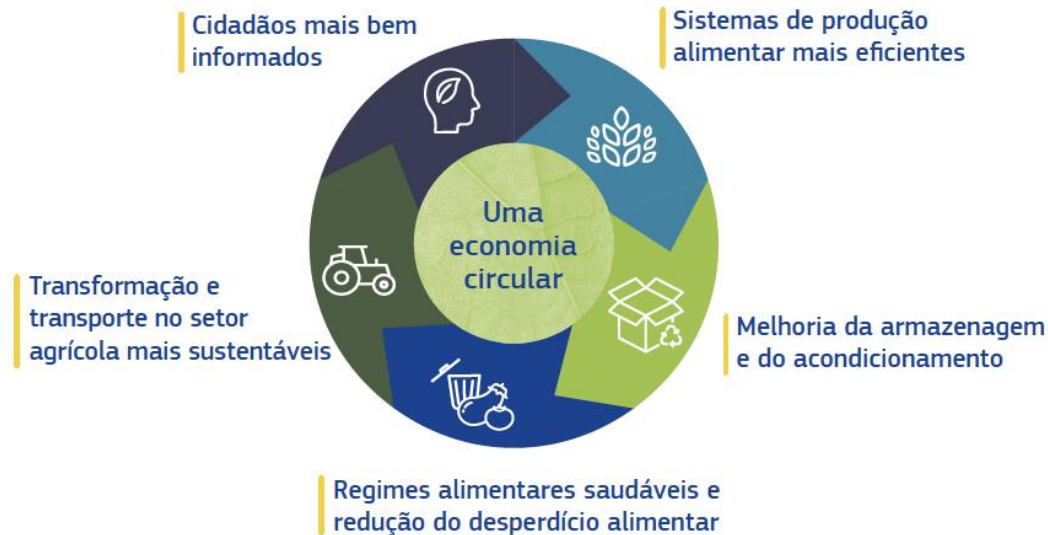 Cidadãos mais bem
informados
Sistemas de produção
alimentar mais eficientes
Uma
economia
circular
Transformação e
transporte no setor
agrícola mais sustentáveis
Melhoria da armazenagem
e do acondicionamento
Regimes alimentares saudáveis e
redução do desperdício alimentar